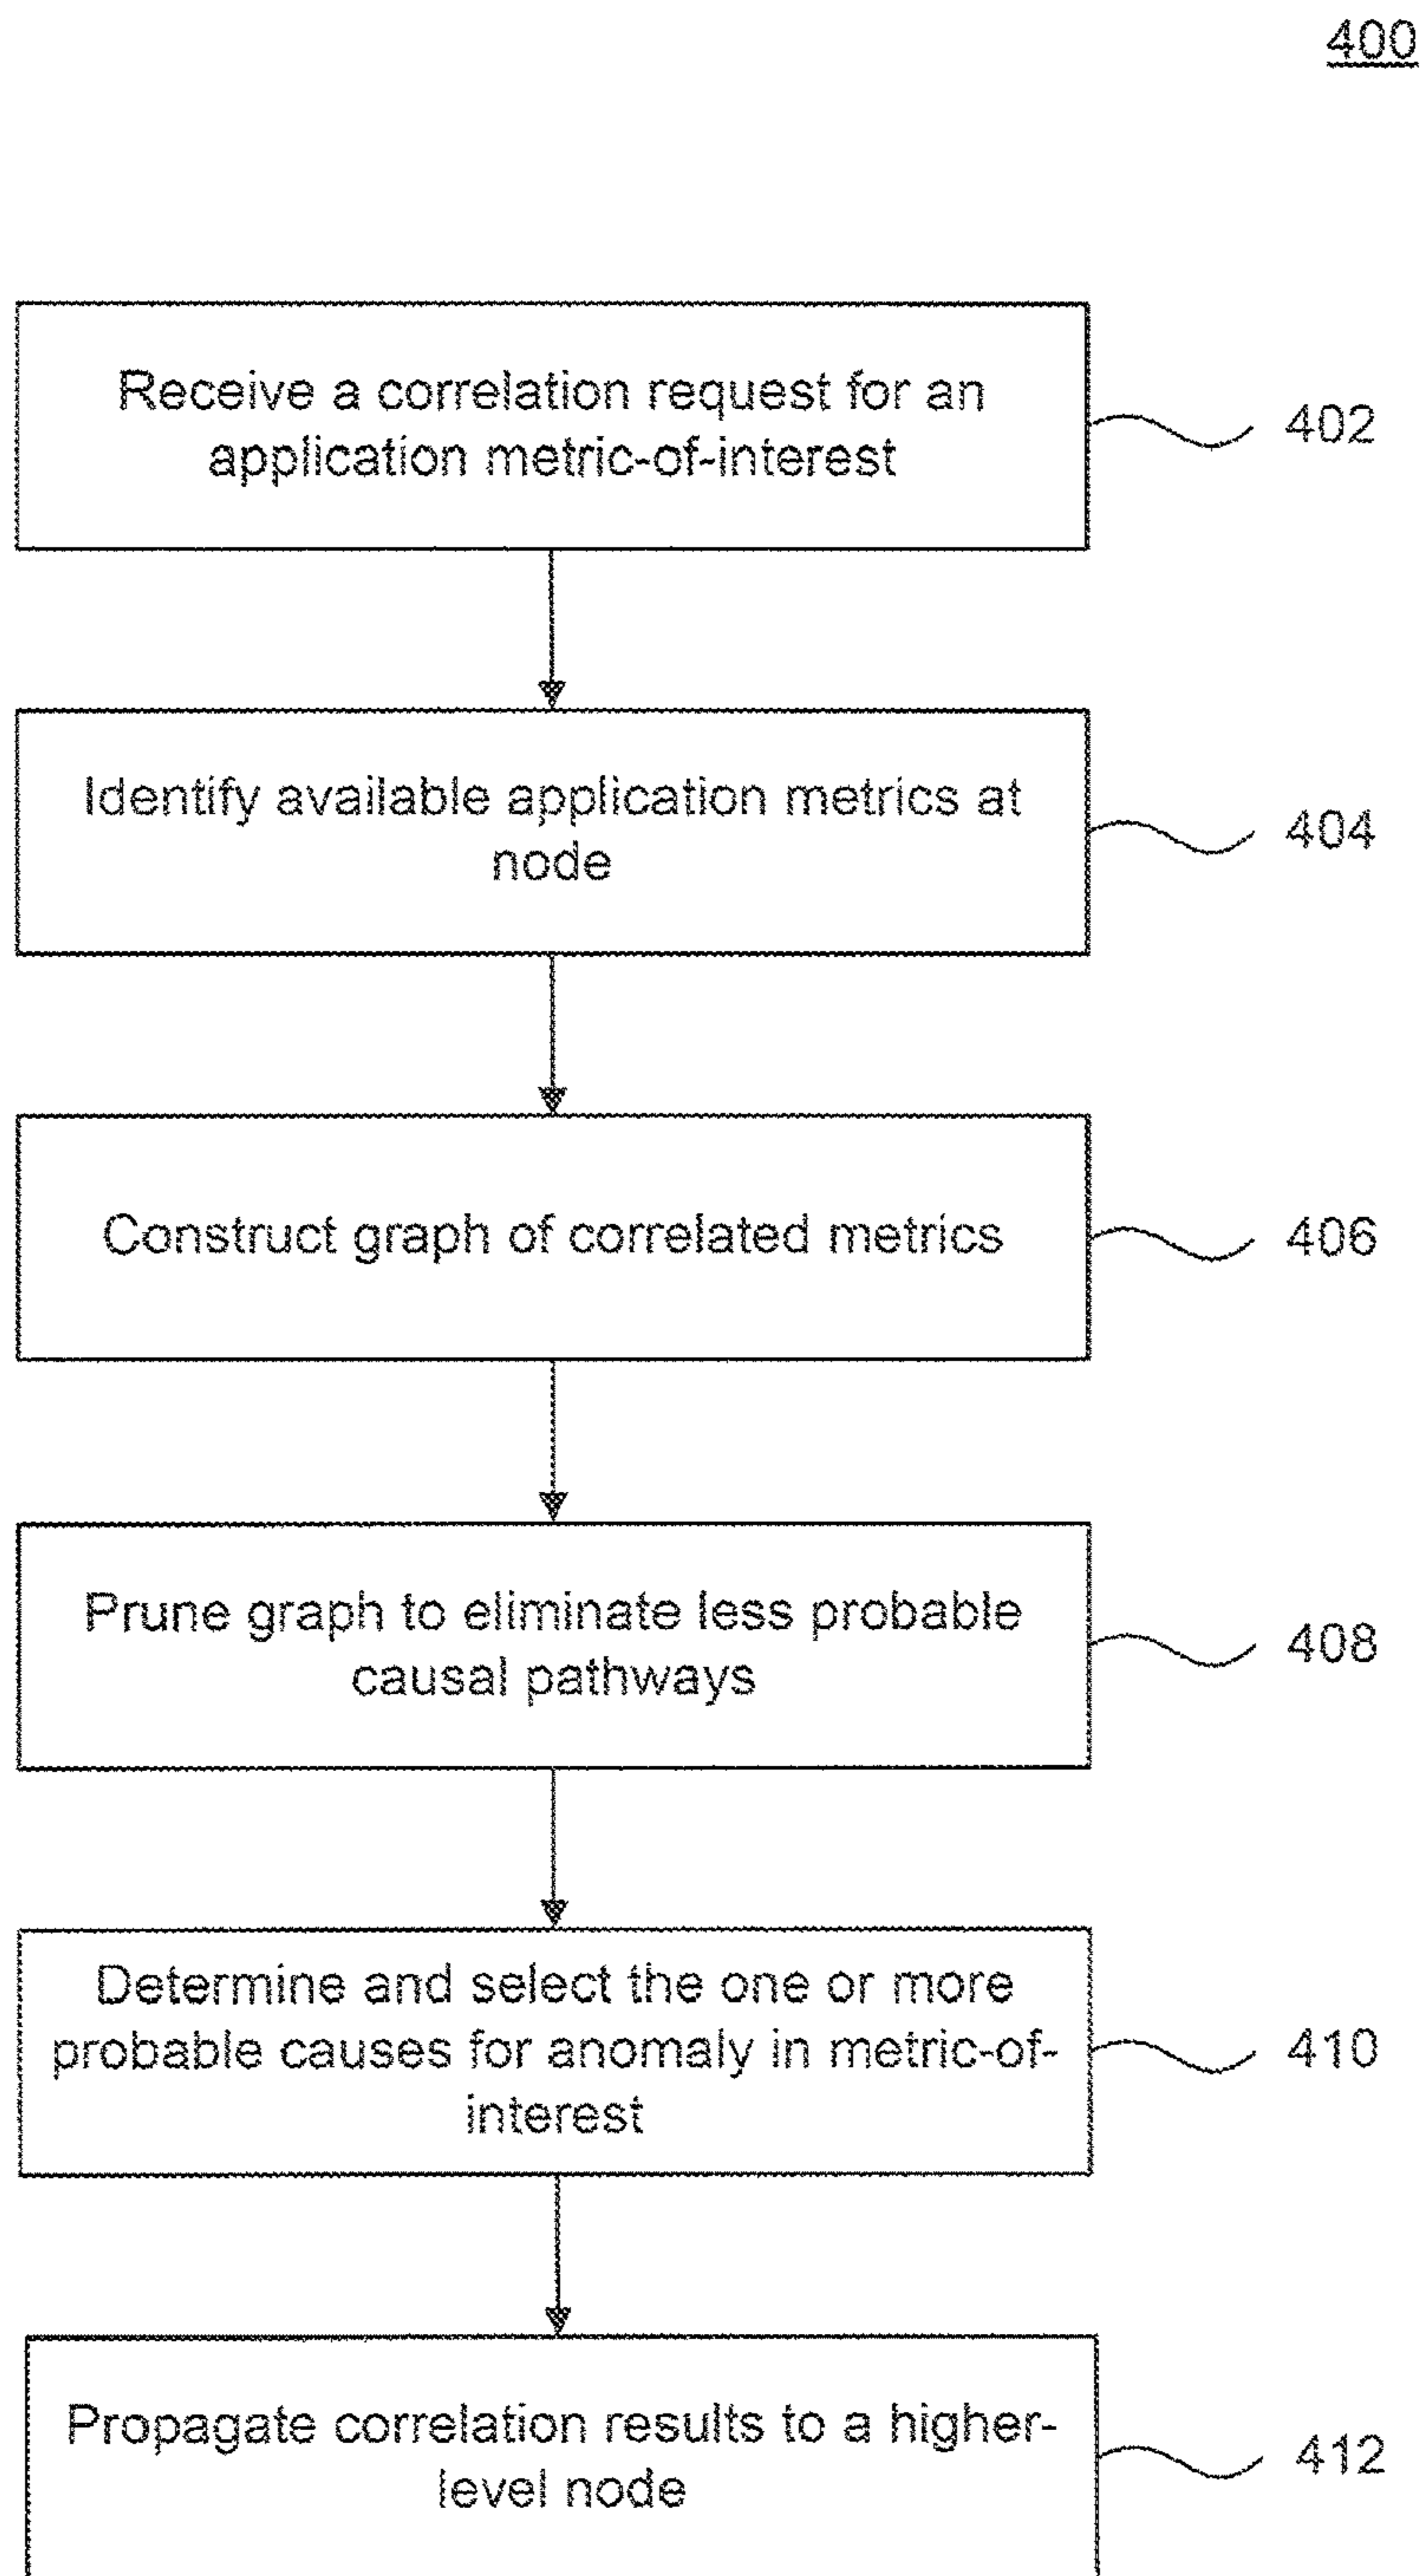 400
Receive a correlation request for an
application metric-of-interest
402
Identify available application metrics at
node
404
Construct graph of correlated metrics
406
Prune graph to eliminate less probable
causal pathways
408
Determine and select the one or more
probable causes for anomaly in metric-of-
interest
410
Propagate correlation results to a higher-
level node
412